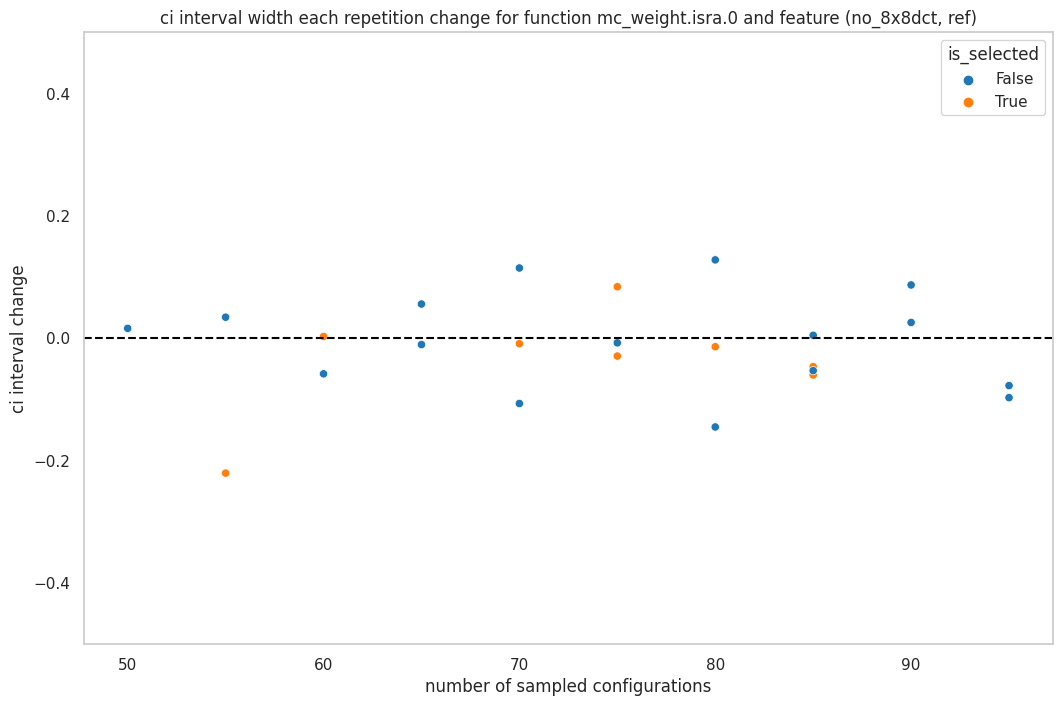 ci interval width each repetition change for function mc_weight.isra.0 and feature (no_8x8dct, ref)
is_selected
False
True
ci interval change
0.4
0.2
0.0
−0.2
−0.4
50
60
70
80
90
number of sampled configurations